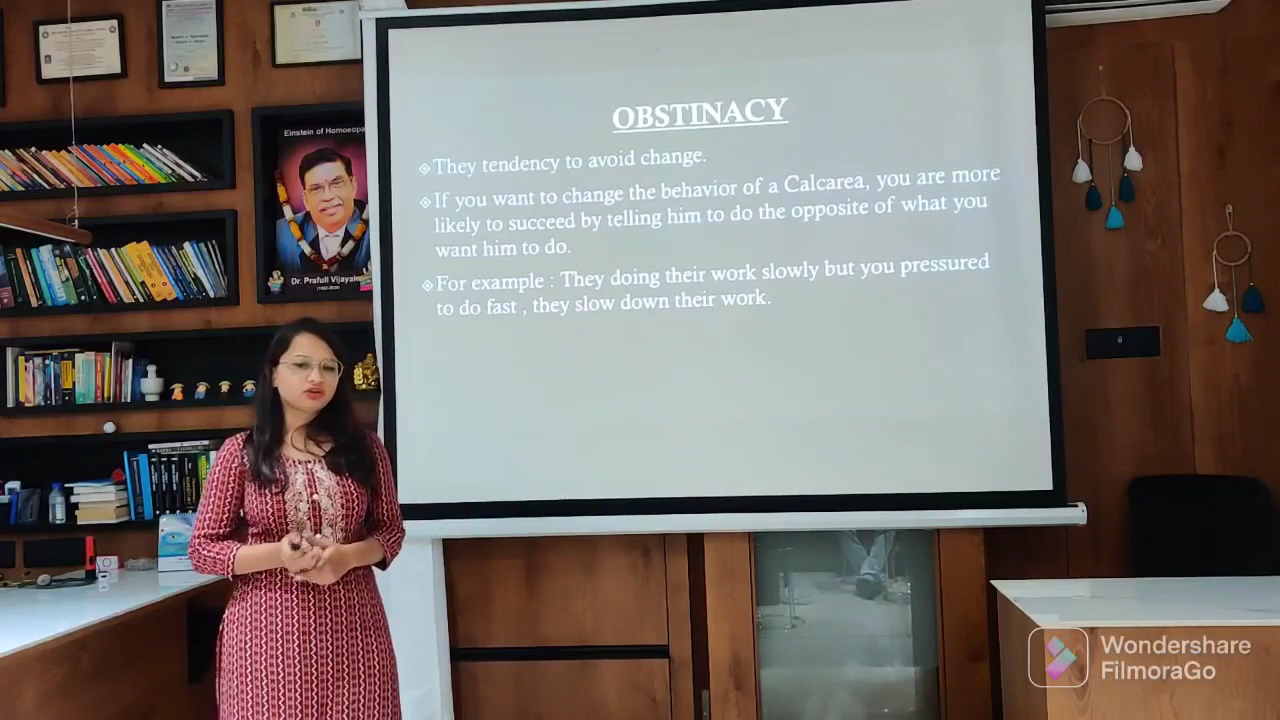 Einstein of Homoeopa
Dr. Prafull Vijayak
OBSTINACY
They tendency to avoid change.
If you want to change the behavior of a Calcarea, you are more
likely to succeed by telling him to do the opposite of what you
want him to do.
For example : They doing their work slowly but you pressured
to do fast , they slow down their work.
Wondershare
FilmoraGo